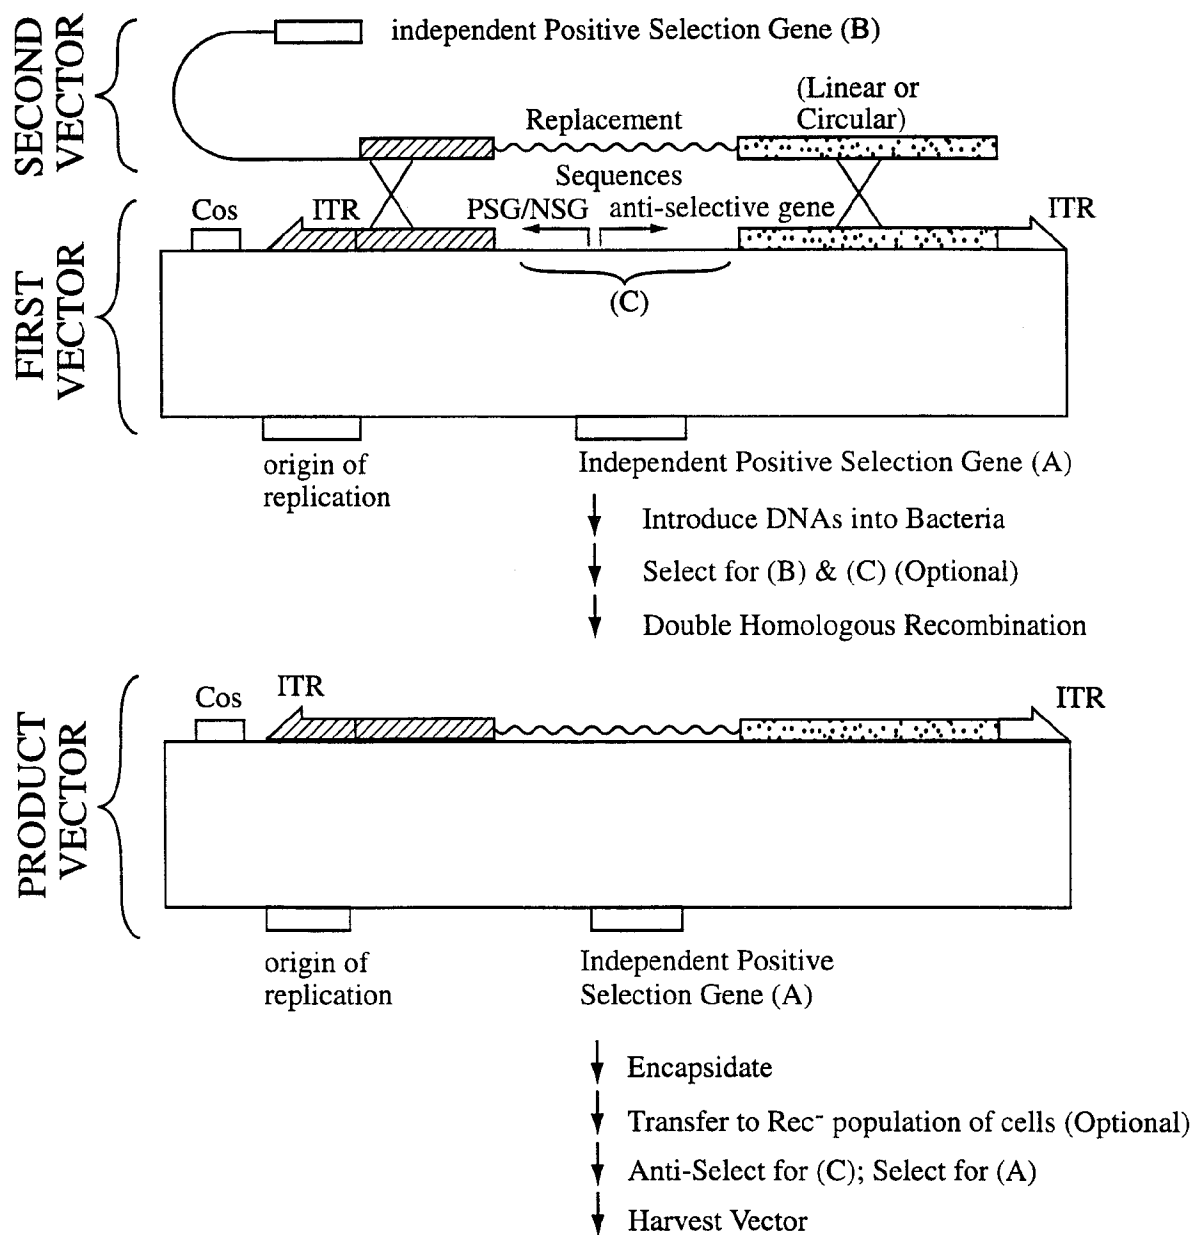 SECOND
VECTOR
independent Positive Selection Gene (B)
(Linear or
Circular)
Replacement
Sequences
FIRST
VECTOR
Cos
ITR
PSG/NSG
anti-selective gene
ITR
(C)
origin of
replication
Independent Positive Selection Gene (A)
Introduce DNAs into Bacteria
Select for (B) & (C) (Optional)
Double Homologous Recombination
PRODUCT
VECTOR
Cos
ITR
ITR
origin of
replication
Independent Positive
Selection Gene (A)
Encapsidate
Transfer to Rec⁻ population of cells (Optional)
Anti-Select for (C); Select for (A)
Harvest Vector